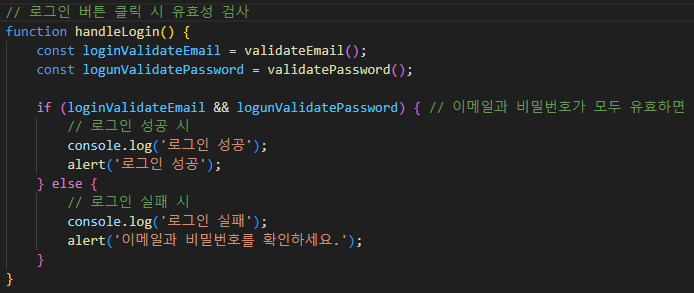 // 로그인 버튼 클릭 시 유효성 검사
function handleLogin() {
    const loginValidateEmail = validateEmail();
    const logunValidatePassword = validatePassword();

    if (loginValidateEmail && logunValidatePassword) { // 이메일과 비밀번호가 모두 유효하면
        // 로그인 성공 시
        console.log('로그인 성공');
        alert('로그인 성공');
    } else {
        // 로그인 실패 시
        console.log('로그인 실패');
        alert('이메일과 비밀번호를 확인하세요.');
    }
}